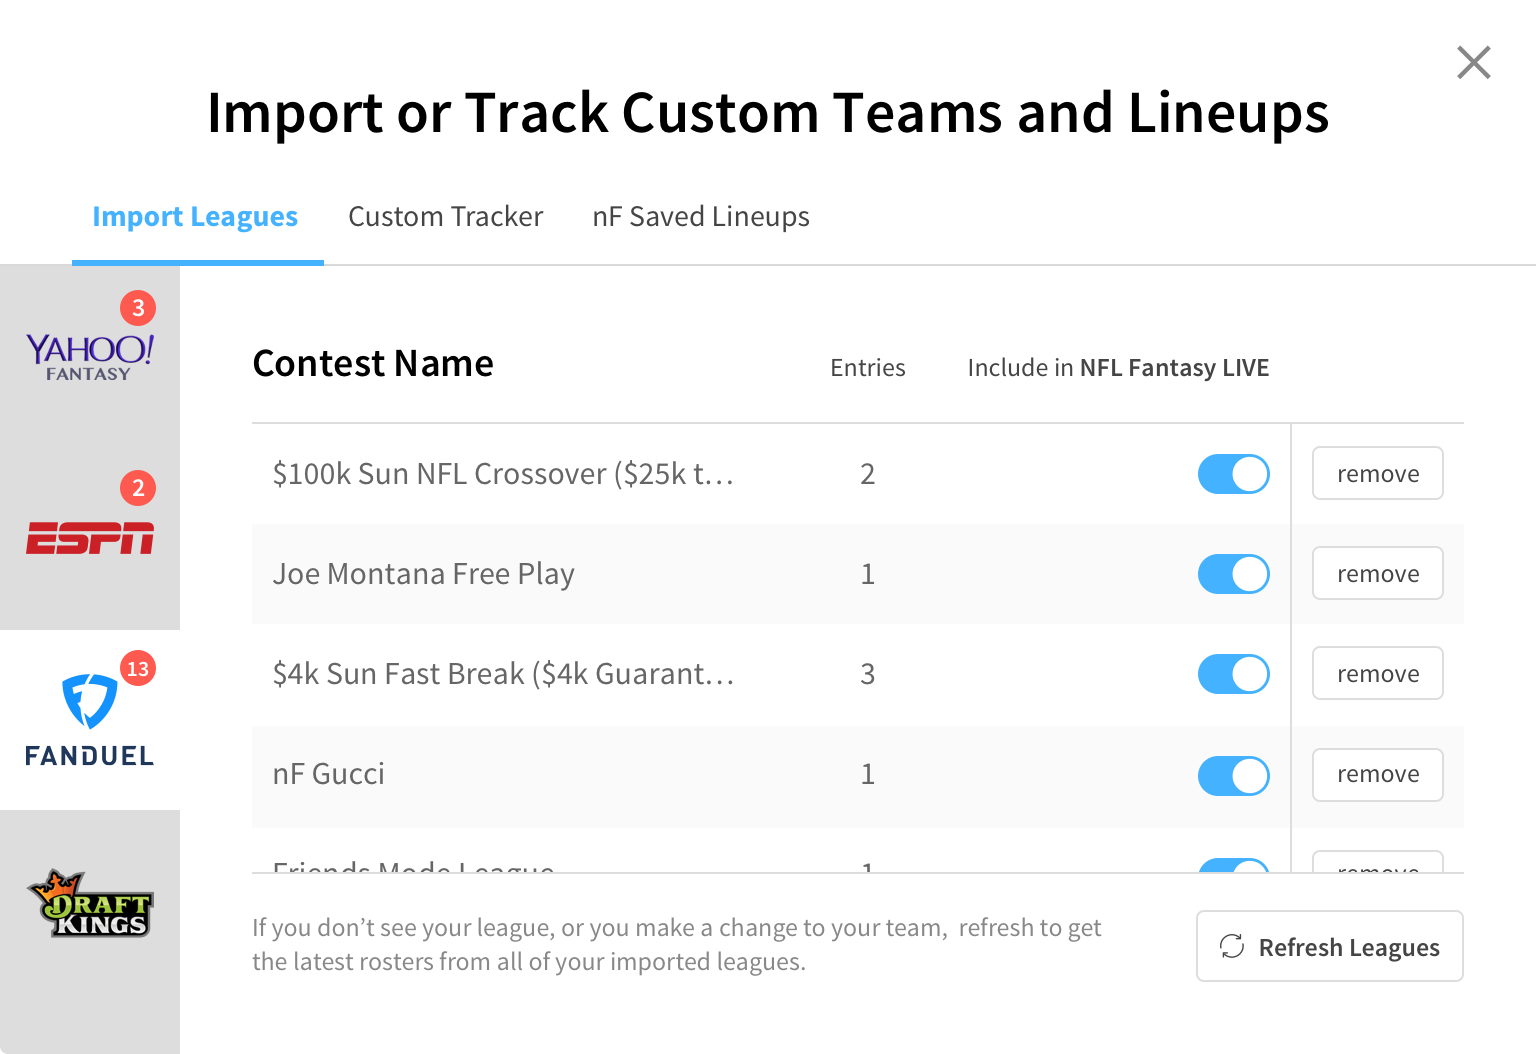 Import or Track Custom Teams and Lineups
Import Leagues Custom Tracker nF Saved Lineups
3
YAHOO!
FANTASY
2
ESPN
13
FANDUEL
DRAFT
KINGS
Contest Name Entries Include in NFL Fantasy LIVE
$100k Sun NFL Crossover ($25k t… 2 remove
Joe Montana Free Play 1 remove
$4k Sun Fast Break ($4k Guarant… 3 remove
nF Gucci 1 remove
Friends Mode League 1 remove
If you don’t see your league, or you make a change to your team, refresh to get
the latest rosters from all of your imported leagues.
Refresh Leagues